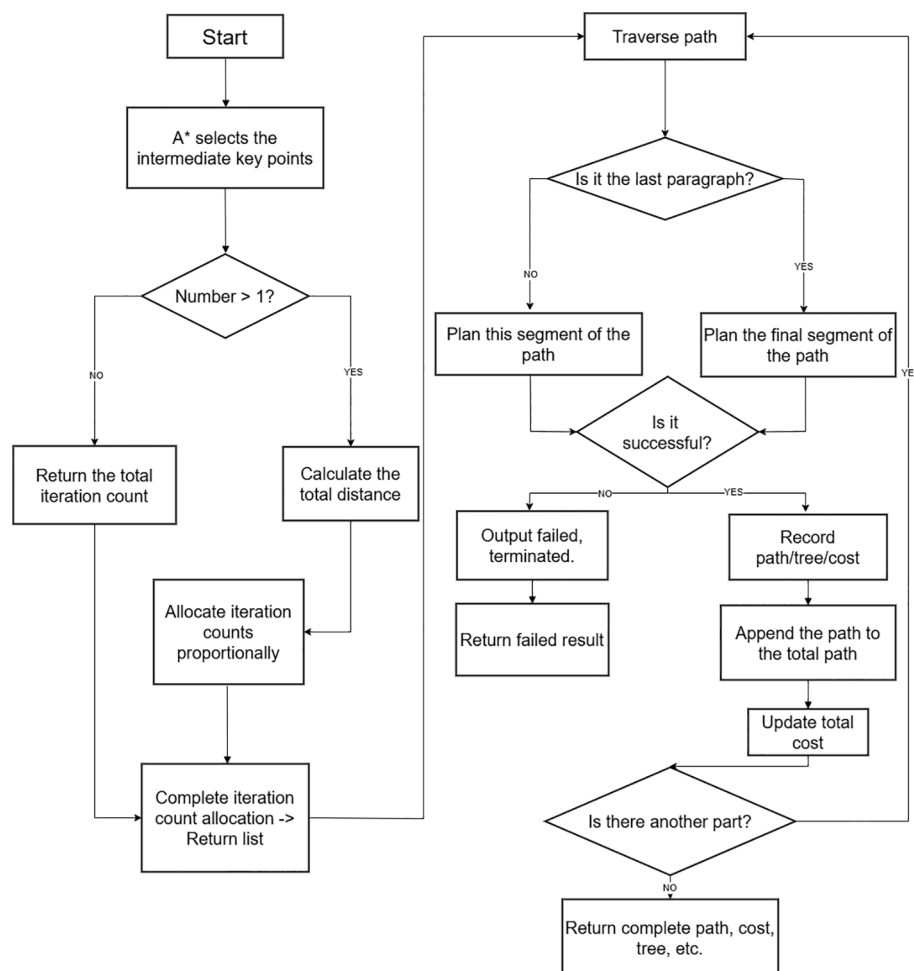 Start
A* selects the
intermediate key points
Number > 1?
NO
YES
Return the total
iteration count
Calculate the
total distance
Allocate iteration
counts
proportionally
Complete iteration
count allocation ->
Return list
Traverse path
Is it the last paragraph?
NO
YES
Plan this segment of the
path
Plan the final segment of
the path
YE
Is it
successful?
NO
YES
Output failed,
terminated.
Return failed result
Record
path/tree/cost
Append the path to
the total path
Update total
cost
Is there another part?
NO
Return complete path, cost,
tree, etc.